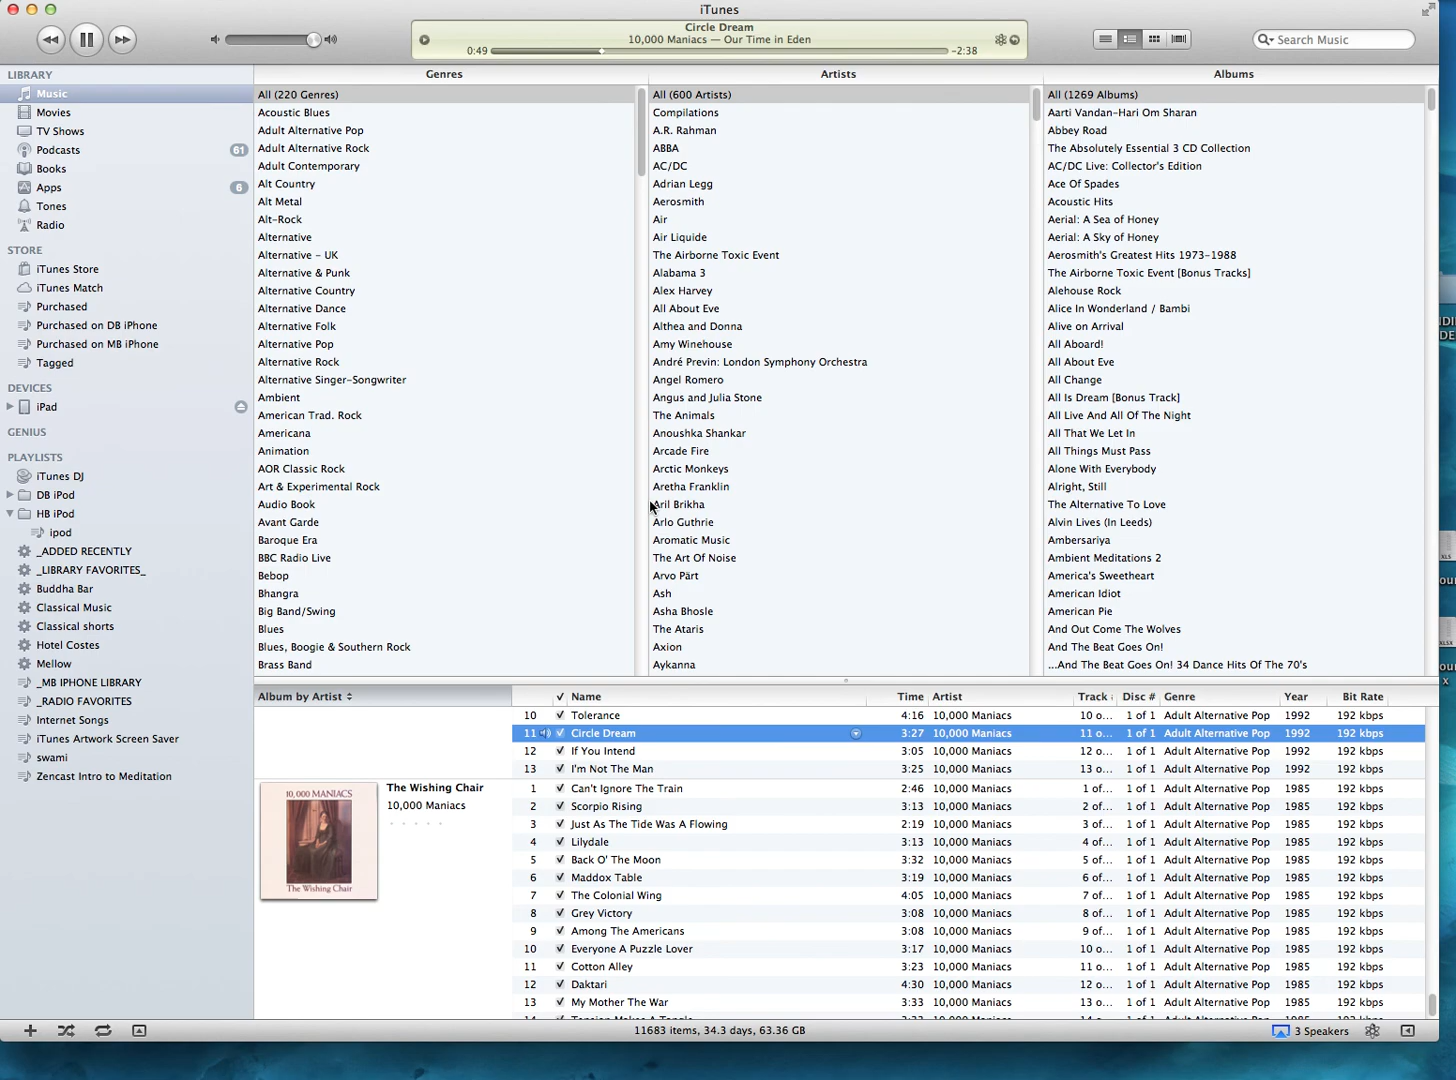 iTunes
Circle Dream
10,000 Maniacs — Our Time in Eden
0:49
-2:38
Search Music
LIBRARY
Music
Movies
TV Shows
Podcasts 61
Books
Apps 6
Tones
Radio
STORE
iTunes Store
iTunes Match
Purchased
Purchased on DB iPhone
Purchased on MB iPhone
Tagged
DEVICES
iPad
GENIUS
PLAYLISTS
iTunes DJ
DB iPod
HB iPod
ipod
_ADDED RECENTLY
_LIBRARY FAVORITES_
Buddha Bar
Classical Music
Classical shorts
Hotel Costes
Mellow
_MB IPHONE LIBRARY
_RADIO FAVORITES
Internet Songs
iTunes Artwork Screen Saver
swami
Zencast Intro to Meditation
Genres
All (220 Genres)
Acoustic Blues
Adult Alternative Pop
Adult Alternative Rock
Adult Contemporary
Alt Country
Alt Metal
Alt-Rock
Alternative
Alternative - UK
Alternative & Punk
Alternative Country
Alternative Dance
Alternative Folk
Alternative Pop
Alternative Rock
Alternative Singer-Songwriter
Ambient
American Trad. Rock
Americana
Animation
AOR Classic Rock
Art & Experimental Rock
Audio Book
Avant Garde
Baroque Era
BBC Radio Live
Bebop
Bhangra
Big Band/Swing
Blues
Blues, Boogie & Southern Rock
Brass Band
Artists
All (600 Artists)
Compilations
A.R. Rahman
ABBA
AC/DC
Adrian Legg
Aerosmith
Air
Air Liquide
The Airborne Toxic Event
Alabama 3
Alex Harvey
All About Eve
Althea and Donna
Amy Winehouse
André Previn: London Symphony Orchestra
Angel Romero
Angus and Julia Stone
The Animals
Anoushka Shankar
Arcade Fire
Arctic Monkeys
Aretha Franklin
Aril Brikha
Arlo Guthrie
Aromatic Music
The Art Of Noise
Arvo Pärt
Ash
Asha Bhosle
The Ataris
Axion
Aykanna
Albums
All (1269 Albums)
Aarti Vandan-Hari Om Sharan
Abbey Road
The Absolutely Essential 3 CD Collection
AC/DC Live: Collector's Edition
Ace Of Spades
Acoustic Hits
Aerial: A Sea of Honey
Aerial: A Sky of Honey
Aerosmith's Greatest Hits 1973-1988
The Airborne Toxic Event [Bonus Tracks]
Alehouse Rock
Alice In Wonderland / Bambi
Alive on Arrival
All Aboard!
All About Eve
All Change
All Is Dream [Bonus Track]
All Live And All Of The Night
All That We Let In
All Things Must Pass
Alone With Everybody
Alright, Still
The Alternative To Love
Alvin Lives (In Leeds)
Ambersariya
Ambient Meditations 2
America's Sweetheart
American Idiot
American Pie
And Out Come The Wolves
And The Beat Goes On!
...And The Beat Goes On! 34 Dance Hits Of The 70's
Album by Artist ✓ Name Time Artist Track Disc # Genre Year Bit Rate
10 ✓ Tolerance 4:16 10,000 Maniacs 10 o... 1 of 1 Adult Alternative Pop 1992 192 kbps
11 ✓ Circle Dream 3:27 10,000 Maniacs 11 o... 1 of 1 Adult Alternative Pop 1992 192 kbps
12 ✓ If You Intend 3:05 10,000 Maniacs 12 o... 1 of 1 Adult Alternative Pop 1992 192 kbps
13 ✓ I'm Not The Man 3:25 10,000 Maniacs 13 o... 1 of 1 Adult Alternative Pop 1992 192 kbps
10,000 MANIACS
The Wishing Chair
The Wishing Chair
10,000 Maniacs
1 ✓ Can't Ignore The Train 2:46 10,000 Maniacs 1 of... 1 of 1 Adult Alternative Pop 1985 192 kbps
2 ✓ Scorpio Rising 3:13 10,000 Maniacs 2 of... 1 of 1 Adult Alternative Pop 1985 192 kbps
3 ✓ Just As The Tide Was A Flowing 2:19 10,000 Maniacs 3 of... 1 of 1 Adult Alternative Pop 1985 192 kbps
4 ✓ Lilydale 3:13 10,000 Maniacs 4 of... 1 of 1 Adult Alternative Pop 1985 192 kbps
5 ✓ Back O' The Moon 3:32 10,000 Maniacs 5 of... 1 of 1 Adult Alternative Pop 1985 192 kbps
6 ✓ Maddox Table 3:19 10,000 Maniacs 6 of... 1 of 1 Adult Alternative Pop 1985 192 kbps
7 ✓ The Colonial Wing 4:05 10,000 Maniacs 7 of... 1 of 1 Adult Alternative Pop 1985 192 kbps
8 ✓ Grey Victory 3:08 10,000 Maniacs 8 of... 1 of 1 Adult Alternative Pop 1985 192 kbps
9 ✓ Among The Americans 3:08 10,000 Maniacs 9 of... 1 of 1 Adult Alternative Pop 1985 192 kbps
10 ✓ Everyone A Puzzle Lover 3:17 10,000 Maniacs 10 o... 1 of 1 Adult Alternative Pop 1985 192 kbps
11 ✓ Cotton Alley 3:23 10,000 Maniacs 11 o... 1 of 1 Adult Alternative Pop 1985 192 kbps
12 ✓ Daktari 4:30 10,000 Maniacs 12 o... 1 of 1 Adult Alternative Pop 1985 192 kbps
13 ✓ My Mother The War 3:33 10,000 Maniacs 13 o... 1 of 1 Adult Alternative Pop 1985 192 kbps
11683 items, 34.3 days, 63.36 GB
3 Speakers
XLS
XLSX